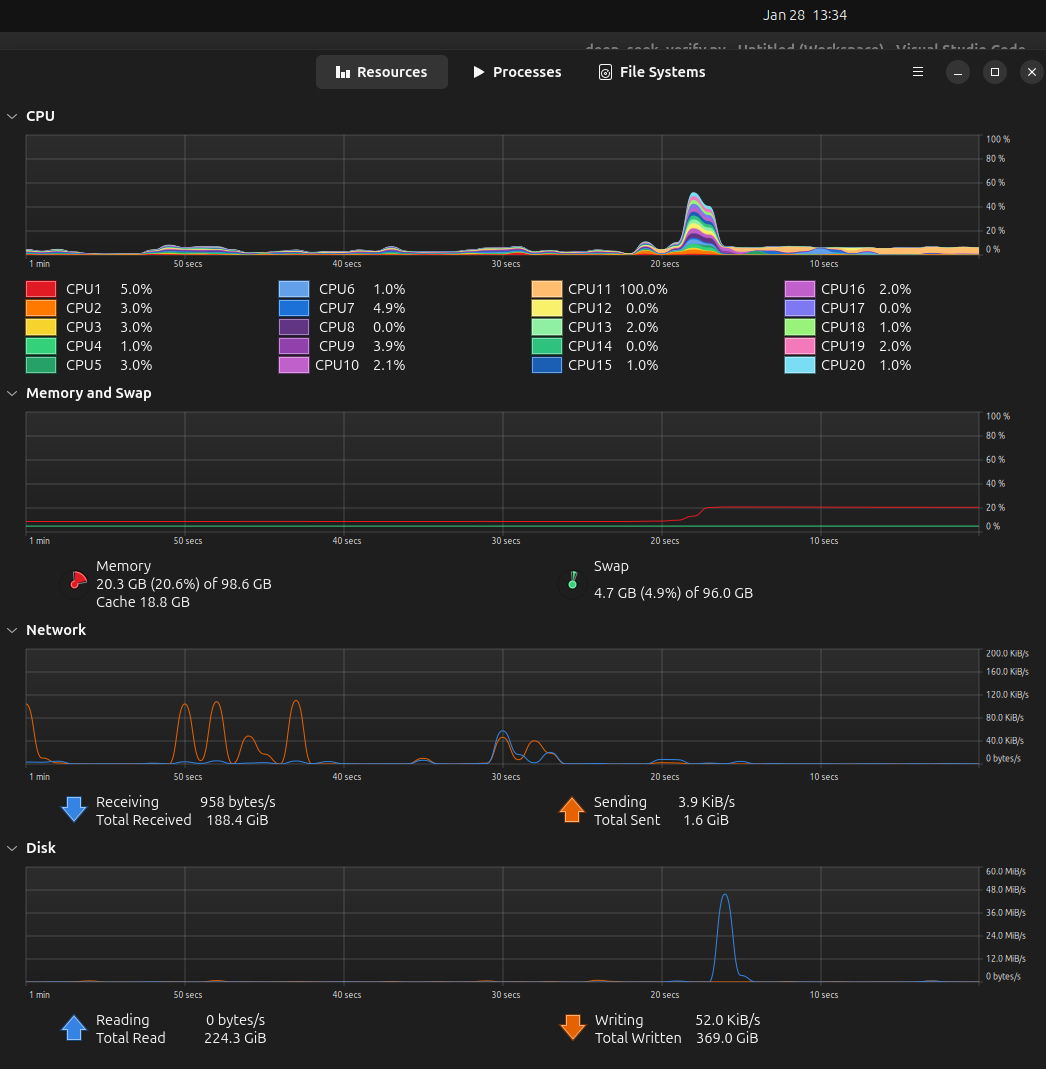 Jan 28 13:34
deep_seek_verify.py - Untitled (Workspace) - Visual Studio Code
Resources Processes File Systems
CPU
100 %
80 %
60 %
40 %
20 %
0 %
1 min 50 secs 40 secs 30 secs 20 secs 10 secs
CPU1 5.0% CPU6 1.0% CPU11 100.0% CPU16 2.0%
CPU2 3.0% CPU7 4.9% CPU12 0.0% CPU17 0.0%
CPU3 3.0% CPU8 0.0% CPU13 2.0% CPU18 1.0%
CPU4 1.0% CPU9 3.9% CPU14 0.0% CPU19 2.0%
CPU5 3.0% CPU10 2.1% CPU15 1.0% CPU20 1.0%
Memory and Swap
100 %
80 %
60 %
40 %
20 %
0 %
1 min 50 secs 40 secs 30 secs 20 secs 10 secs
Memory Swap
20.3 GB (20.6%) of 98.6 GB 4.7 GB (4.9%) of 96.0 GB
Cache 18.8 GB
Network
200.0 KiB/s
160.0 KiB/s
120.0 KiB/s
80.0 KiB/s
40.0 KiB/s
0 bytes/s
1 min 50 secs 40 secs 30 secs 20 secs 10 secs
Receiving 958 bytes/s Sending 3.9 KiB/s
Total Received 188.4 GiB Total Sent 1.6 GiB
Disk
60.0 MiB/s
48.0 MiB/s
36.0 MiB/s
24.0 MiB/s
12.0 MiB/s
0 bytes/s
1 min 50 secs 40 secs 30 secs 20 secs 10 secs
Reading 0 bytes/s Writing 52.0 KiB/s
Total Read 224.3 GiB Total Written 369.0 GiB